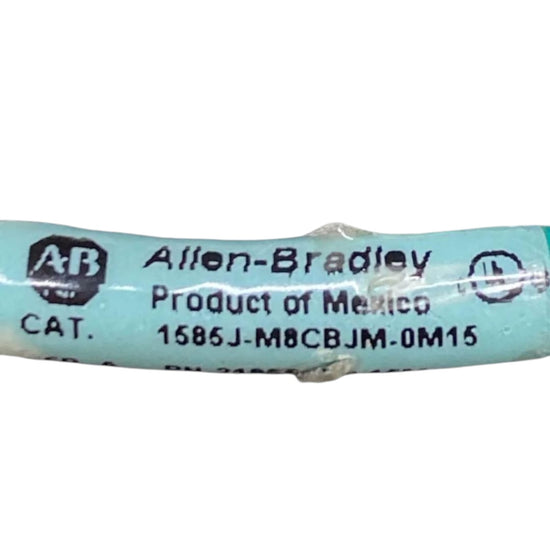 AB Allen-Bradley
Product of Mexico
CAT. 1585J-M8CBJM-0M15